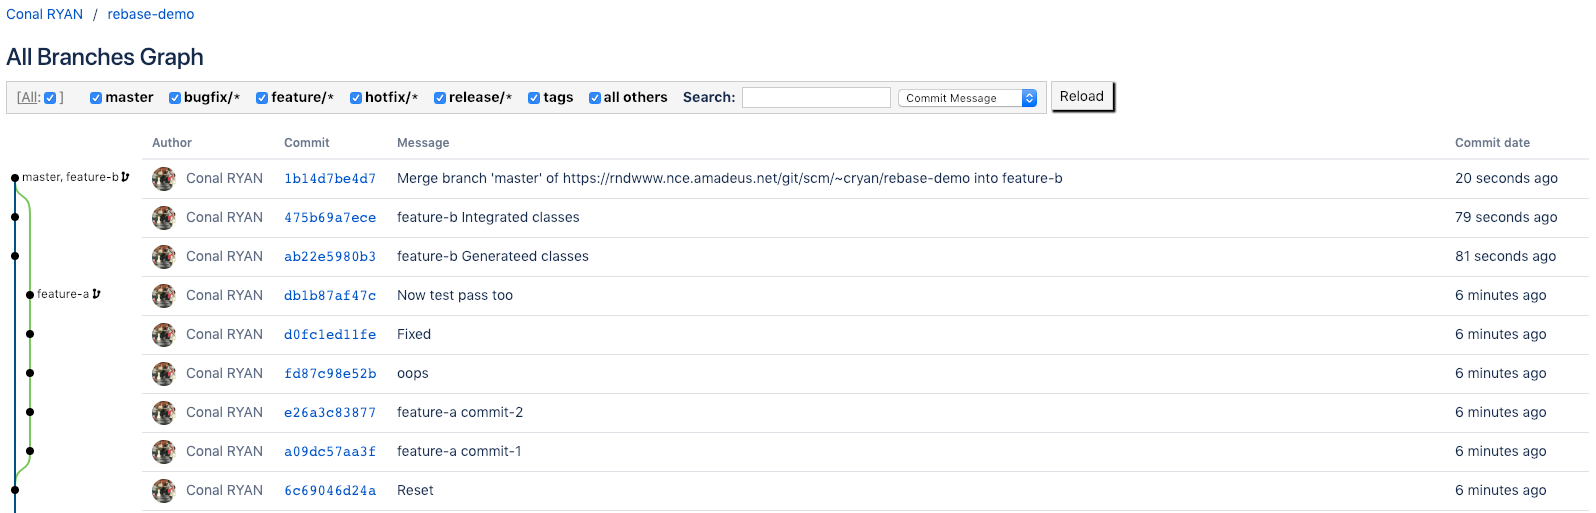 Conal RYAN / rebase-demo
All Branches Graph
[All: ] master bugfix/* feature/* hotfix/* release/* tags all others Search: Commit Message Reload
Author Commit Message Commit date
master, feature-b Conal RYAN 1b14d7be4d7 Merge branch 'master' of https://rndwww.nce.amadeus.net/git/scm/~cryan/rebase-demo into feature-b 20 seconds ago
Conal RYAN 475b69a7ece feature-b Integrated classes 79 seconds ago
Conal RYAN ab22e5980b3 feature-b Generateed classes 81 seconds ago
feature-a Conal RYAN db1b87af47c Now test pass too 6 minutes ago
Conal RYAN d0fc1ed11fe Fixed 6 minutes ago
Conal RYAN fd87c98e52b oops 6 minutes ago
Conal RYAN e26a3c83877 feature-a commit-2 6 minutes ago
Conal RYAN a09dc57aa3f feature-a commit-1 6 minutes ago
Conal RYAN 6c69046d24a Reset 6 minutes ago